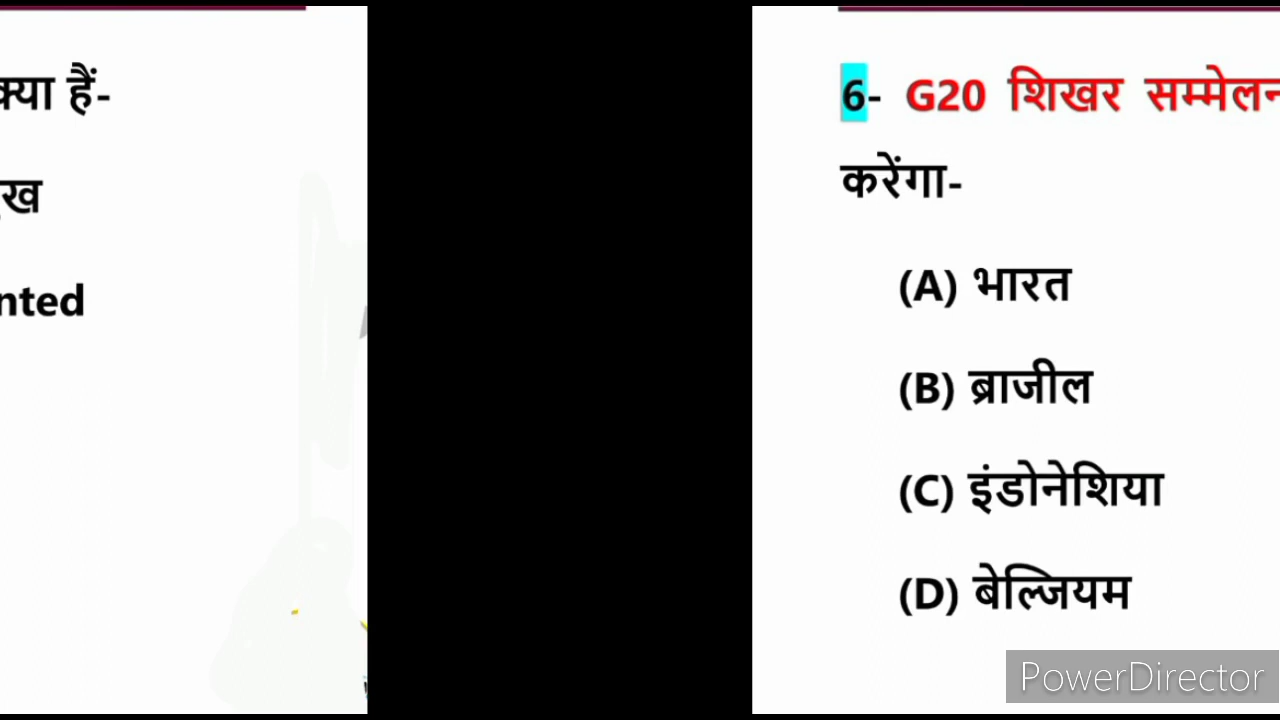 क्या हैं-
nted
6- G20 शिखर सम्मेलन
करेंगा-
(A) भारत
(B) ब्राजील
(C) इंडोनेशिया
(D) बेल्जियम
PowerDirector